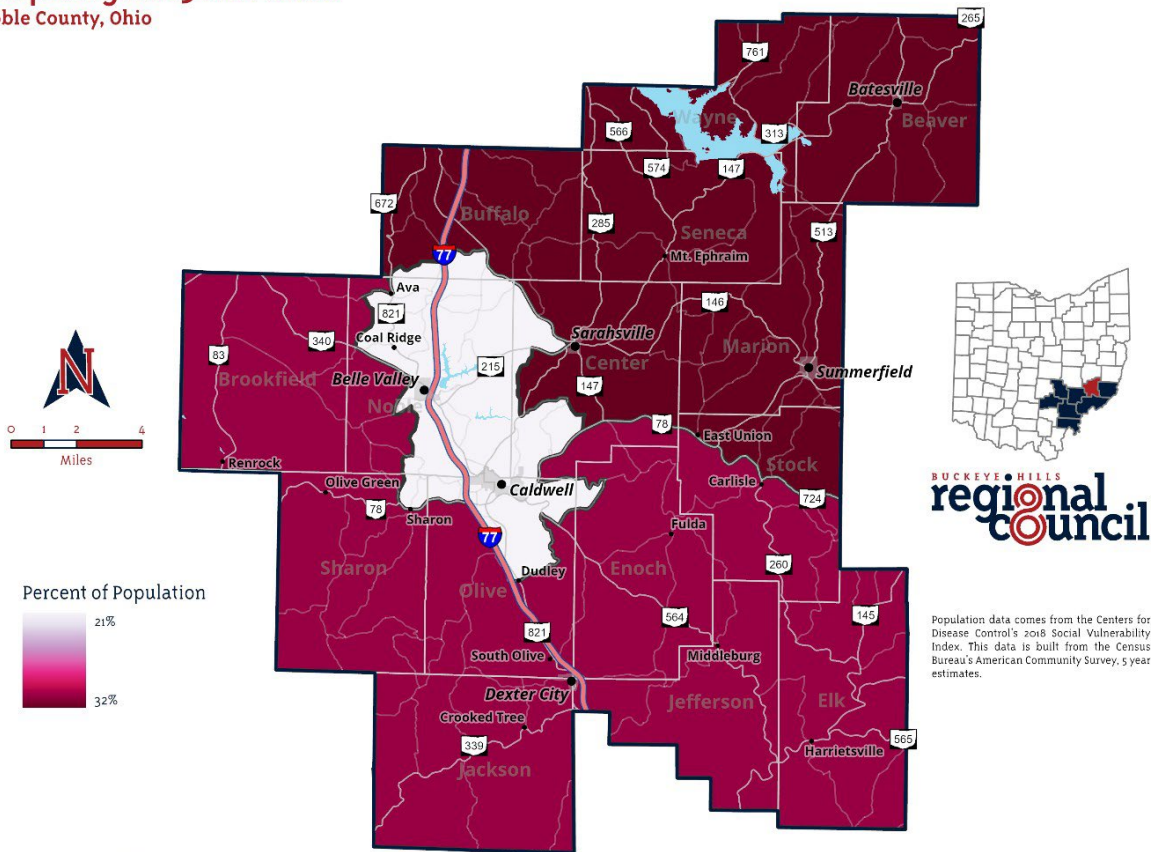 oble County, Ohio
265
761
Batesville
Wayne
Beaver
566
313
574
147
672
Buffalo
285
Seneca
513
77
Mt. Ephraim
Ava
821
146
Coal Ridge
340
Sarahsville
Marion
83
215
Center
Brookfield
Belle Valley
147
Summerfield
N
Noble
78
East Union
0 1 2 4
Miles
Renrock
Stock
Olive Green
Caldwell
Carlisle
724
78
Sharon
Fulda
77
BUCKEYE HILLS
regional
council
Sharon
Dudley
Enoch
260
Olive
Percent of Population
21%
32%
564
145
821
South Olive
Middleburg
Dexter City
Jefferson
Elk
Crooked Tree
339
Harrietsville
565
Jackson
Population data comes from the Centers for
Disease Control's 2018 Social Vulnerability
Index. This data is built from the Census
Bureau's American Community Survey, 5 year
estimates.